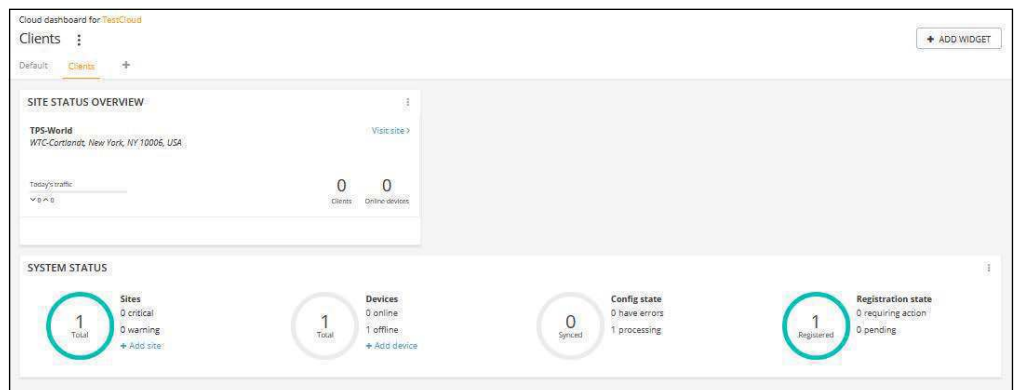 Cloud dashboard for TestCloud
Clients
+ ADD WIDGET
Default Clients +
SITE STATUS OVERVIEW
TPS-World Visit site >
WTC-Cortlandt, New York, NY 10006, USA
Today's traffic
0 0
0 Clients
0 Online devices
SYSTEM STATUS
1 Total
Sites
0 critical
0 warning
+ Add site
1 Total
Devices
0 online
1 offline
+ Add device
0 Synced
Config state
0 have errors
1 processing
1 Registered
Registration state
0 requiring action
0 pending